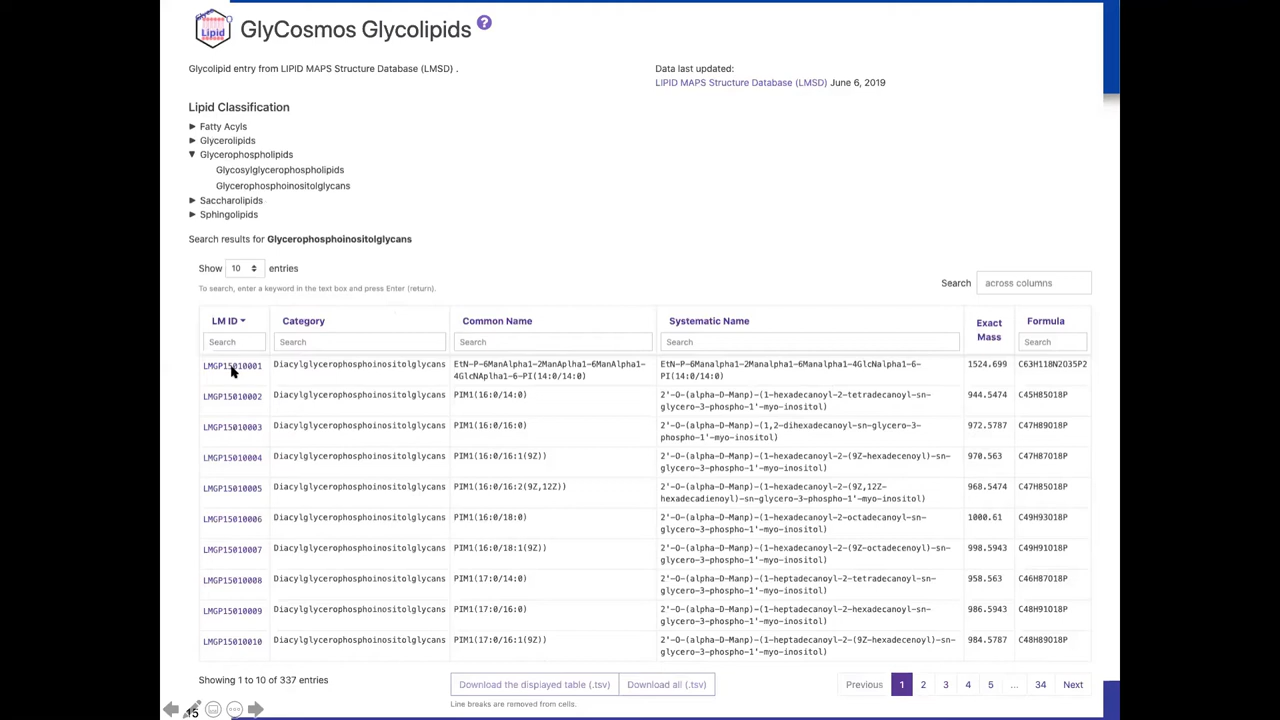 Lipid
GlyCosmos Glycolipids ?
Glycolipid entry from LIPID MAPS Structure Database (LMSD) .
Data last updated:
LIPID MAPS Structure Database (LMSD) June 6, 2019
Lipid Classification
Fatty Acyls
Glycerolipids
Glycerophospholipids
Glycosylglycerophospholipids
Glycerophosphoinositolglycans
Saccharolipids
Sphingolipids
Search results for Glycerophosphoinositolglycans
Show 10 entries
To search, enter a keyword in the text box and press Enter (return).
Search across columns
LM ID Category Common Name Systematic Name Exact Mass Formula
Search Search Search Search Search
LMGP15010001 Diacylglycerophosphoinositolglycans EtN-P-6ManAlpha1-2ManAplha1-6ManAlpha1- EtN-P-6Manalpha1-2Manalpha1-6Manalpha1-4GlcNalpha1-6- 1524.699 C63H118N2O35P2
4GlcNAplha1-6-PI(14:0/14:0) PI(14:0/14:0)
LMGP15010002 Diacylglycerophosphoinositolglycans PIM1(16:0/14:0) 2'-O-(alpha-D-Manp)-(1-hexadecanoyl-2-tetradecanoyl-sn- 944.5474 C45H85O18P
glycero-3-phospho-1'-myo-inositol)
LMGP15010003 Diacylglycerophosphoinositolglycans PIM1(16:0/16:0) 2'-O-(alpha-D-Manp)-(1,2-dihexadecanoyl-sn-glycero-3- 972.5787 C47H89O18P
phospho-1'-myo-inositol)
LMGP15010004 Diacylglycerophosphoinositolglycans PIM1(16:0/16:1(9Z)) 2'-O-(alpha-D-Manp)-(1-hexadecanoyl-2-(9Z-hexadecenoyl)-sn- 970.563 C47H87O18P
glycero-3-phospho-1'-myo-inositol)
LMGP15010005 Diacylglycerophosphoinositolglycans PIM1(16:0/16:2(9Z,12Z)) 2'-O-(alpha-D-Manp)-(1-hexadecanoyl-2-(9Z,12Z- 968.5474 C47H85O18P
hexadecadienoyl)-sn-glycero-3-phospho-1'-myo-inositol)
LMGP15010006 Diacylglycerophosphoinositolglycans PIM1(16:0/18:0) 2'-O-(alpha-D-Manp)-(1-hexadecanoyl-2-octadecanoyl-sn- 1000.61 C49H93O18P
glycero-3-phospho-1'-myo-inositol)
LMGP15010007 Diacylglycerophosphoinositolglycans PIM1(16:0/18:1(9Z)) 2'-O-(alpha-D-Manp)-(1-hexadecanoyl-2-(9Z-octadecenoyl)-sn- 998.5943 C49H91O18P
glycero-3-phospho-1'-myo-inositol)
LMGP15010008 Diacylglycerophosphoinositolglycans PIM1(17:0/14:0) 2'-O-(alpha-D-Manp)-(1-heptadecanoyl-2-tetradecanoyl-sn- 958.563 C46H87O18P
glycero-3-phospho-1'-myo-inositol)
LMGP15010009 Diacylglycerophosphoinositolglycans PIM1(17:0/16:0) 2'-O-(alpha-D-Manp)-(1-heptadecanoyl-2-hexadecanoyl-sn- 986.5943 C48H91O18P
glycero-3-phospho-1'-myo-inositol)
LMGP15010010 Diacylglycerophosphoinositolglycans PIM1(17:0/16:1(9Z)) 2'-O-(alpha-D-Manp)-(1-heptadecanoyl-2-(9Z-hexadecenoyl)-sn- 984.5787 C48H89O18P
glycero-3-phospho-1'-myo-inositol)
Showing 1 to 10 of 337 entries
Download the displayed table (.tsv) Download all (.tsv)
Previous 1 2 3 4 5 ... 34 Next
Line breaks are removed from cells.
15